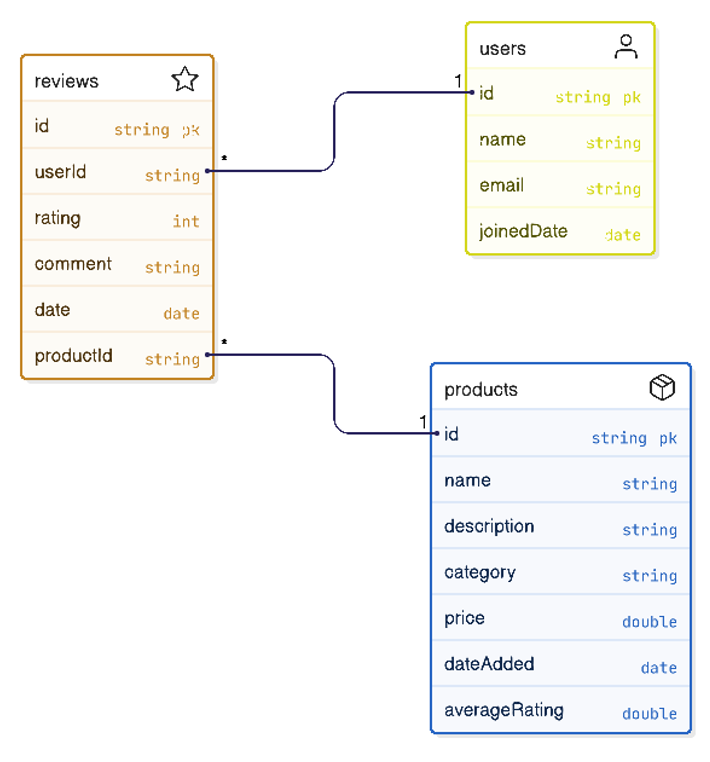 reviews
id string pk
userId string
rating int
comment string
date date
productId string
*
*
1
1
users
id string pk
name string
email string
joinedDate date
products
id string pk
name string
description string
category string
price double
dateAdded date
averageRating double